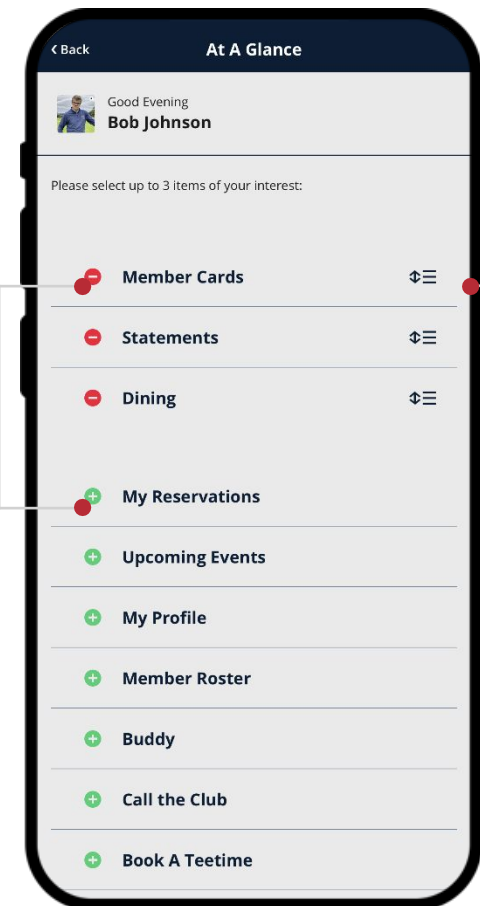 Back
At A Glance
Good Evening
Bob Johnson
Please select up to 3 items of your interest:
Member Cards
Statements
Dining
My Reservations
Upcoming Events
My Profile
Member Roster
Buddy
Call the Club
Book A Teetime